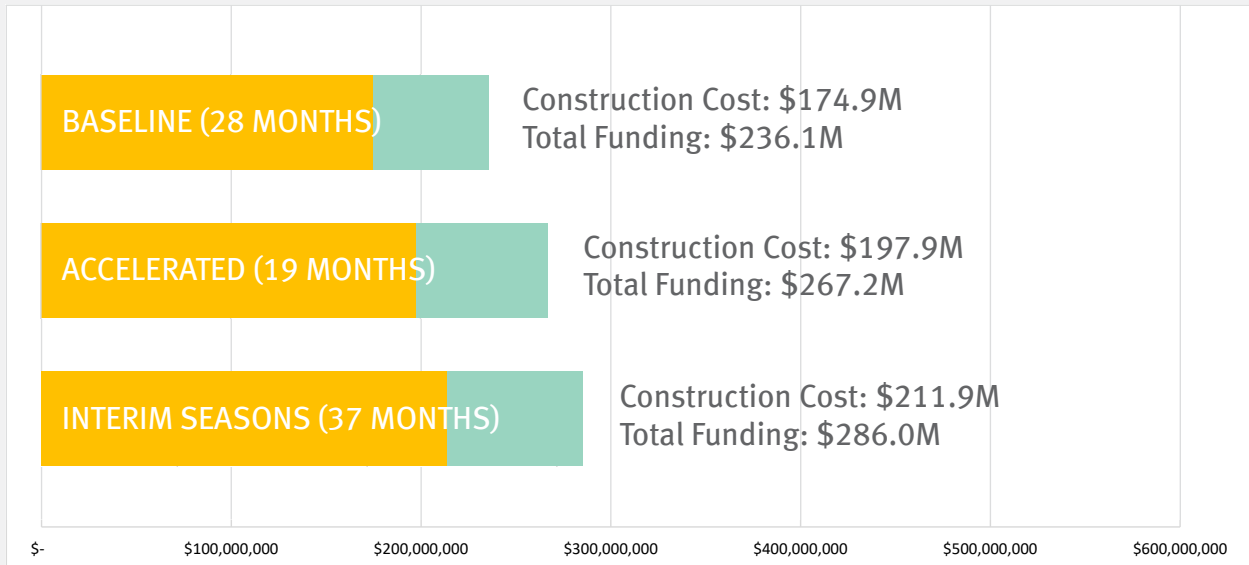 BASELINE (28 MONTHS)
Construction Cost: $174.9M
Total Funding: $236.1M
ACCELERATED (19 MONTHS)
Construction Cost: $197.9M
Total Funding: $267.2M
INTERIM SEASONS (37 MONTHS)
Construction Cost: $211.9M
Total Funding: $286.0M
$- $100,000,000 $200,000,000 $300,000,000 $400,000,000 $500,000,000 $600,000,000